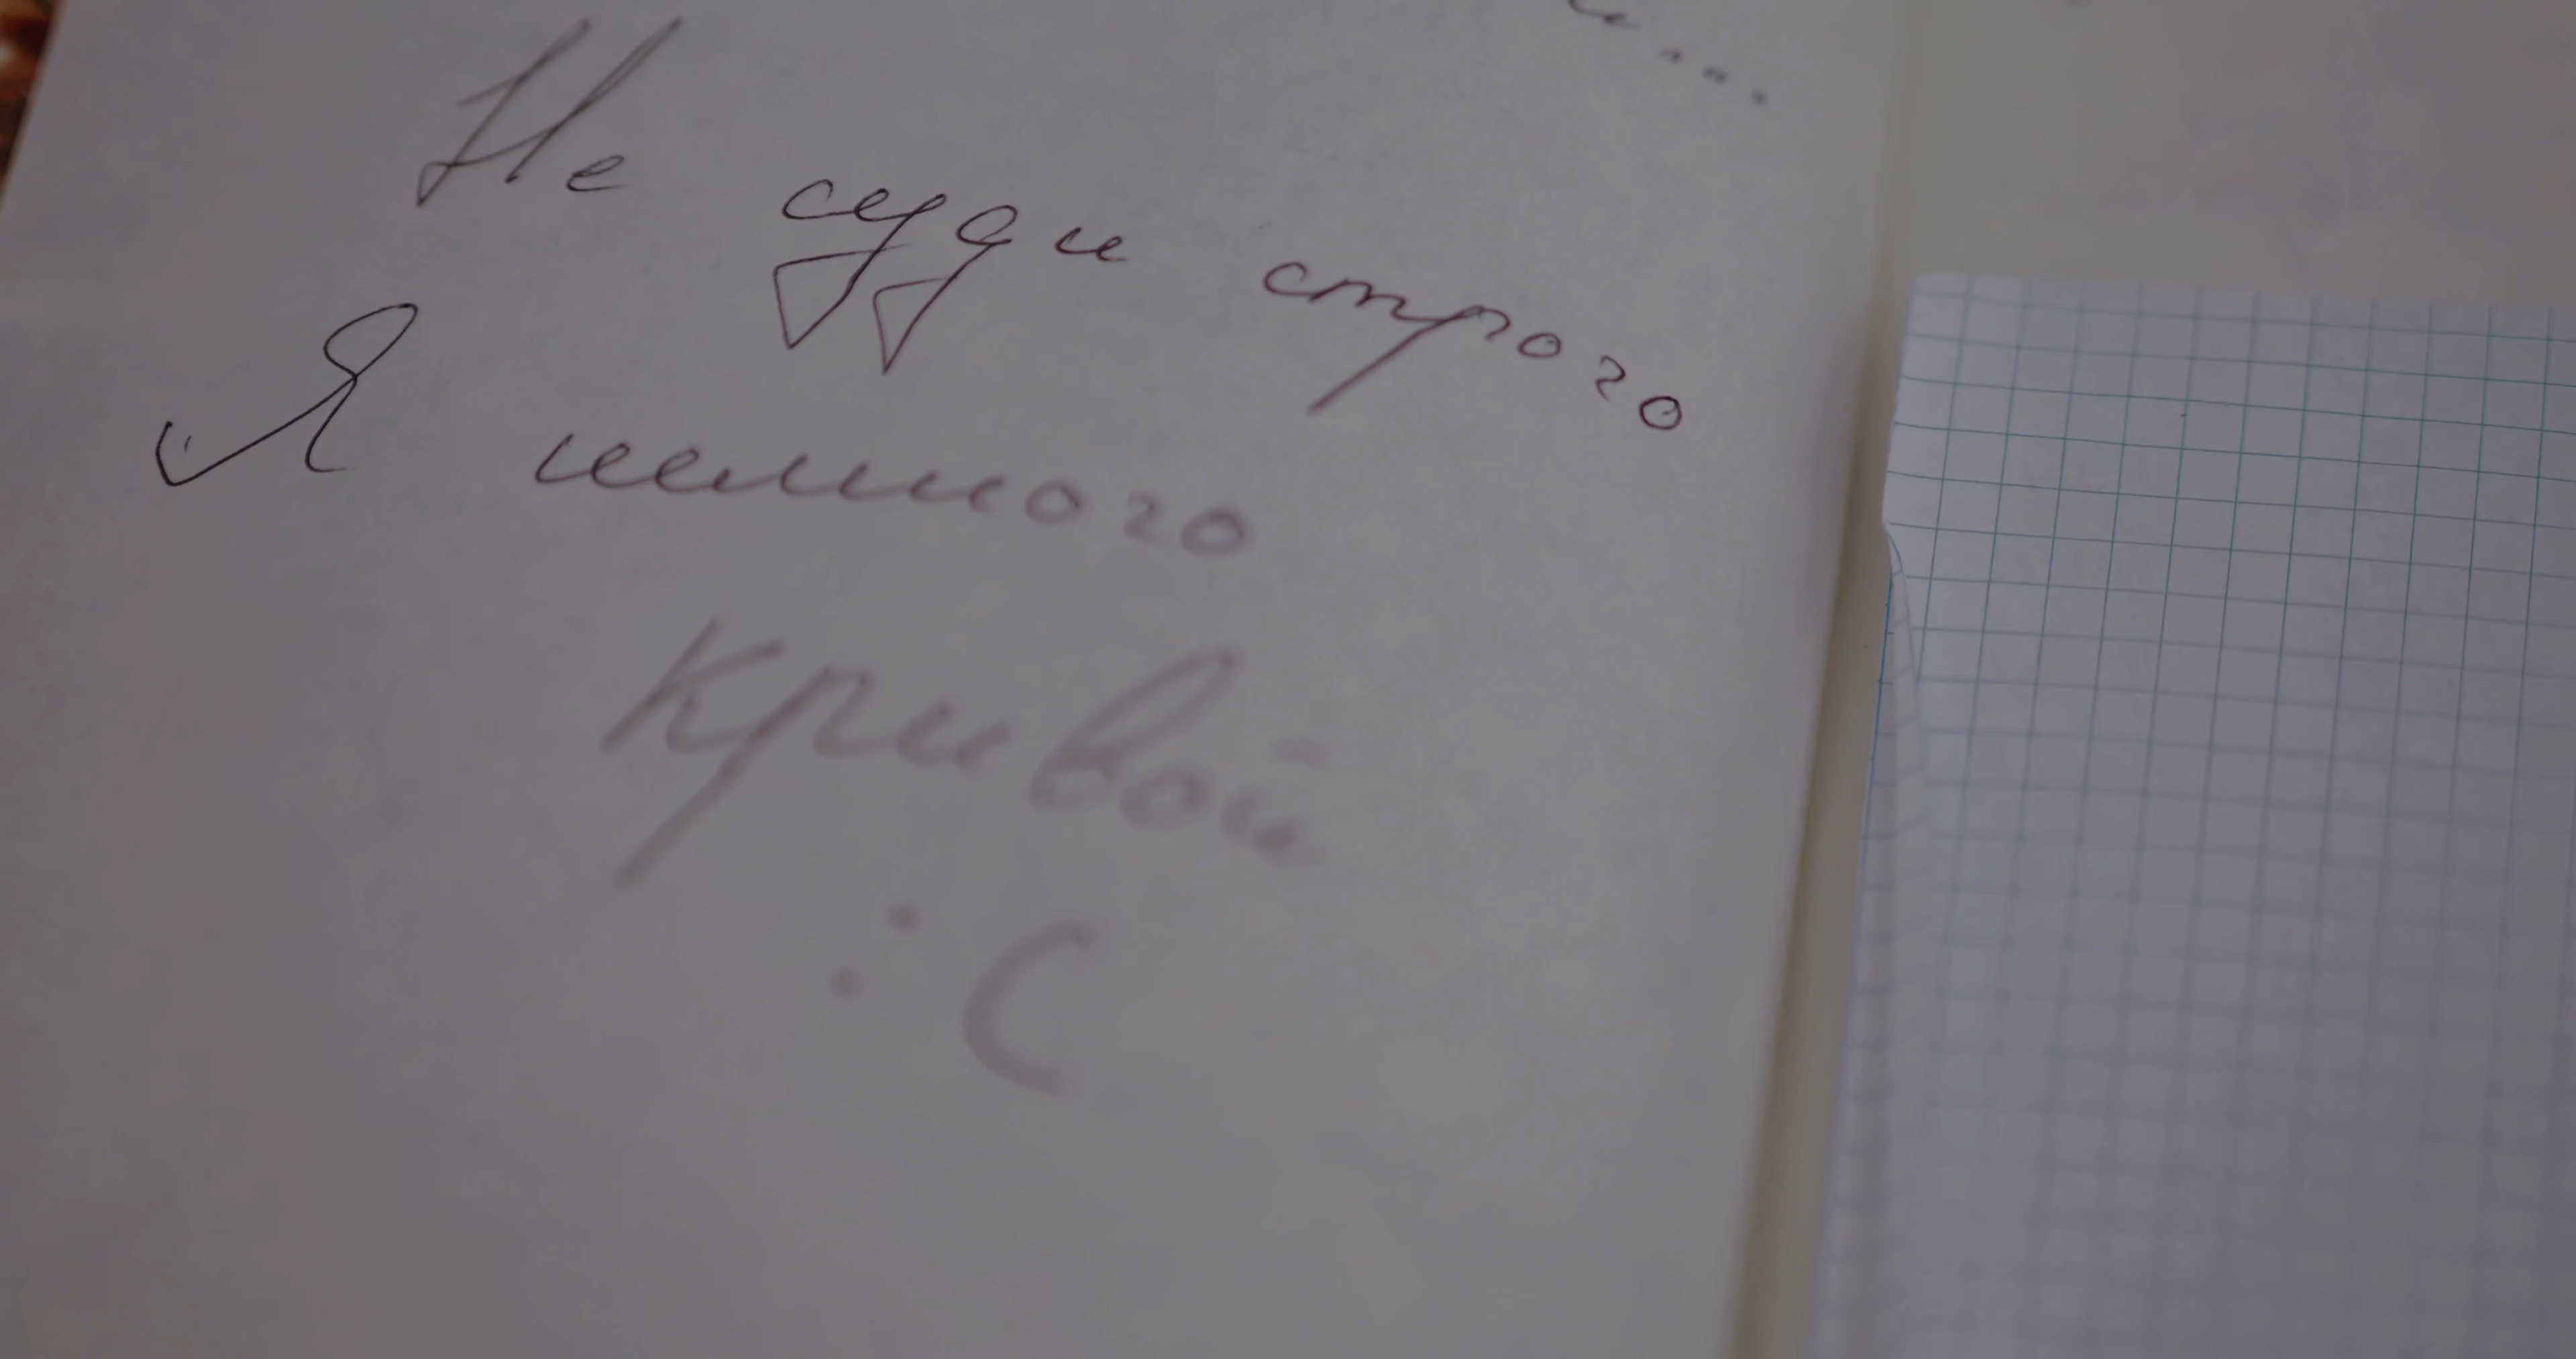 Не суди строго
Я немного
кривой
:C